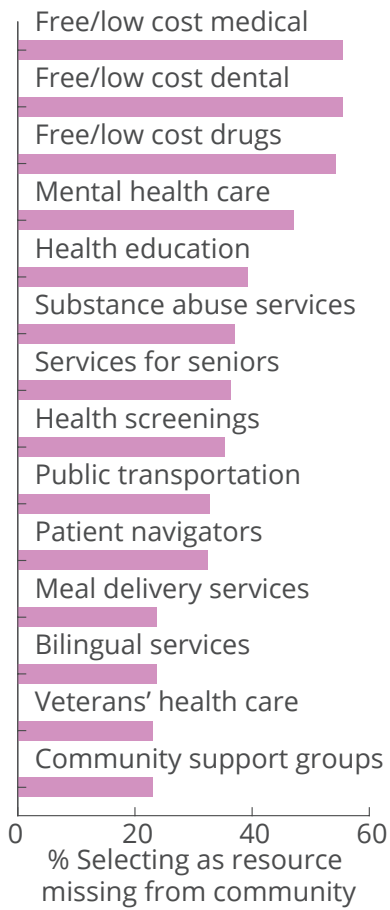 Free/low cost medical
Free/low cost dental
Free/low cost drugs
Mental health care
Health education
Substance abuse services
Services for seniors
Health screenings
Public transportation
Patient navigators
Meal delivery services
Bilingual services
Veterans’ health care
Community support groups
0 20 40 60
% Selecting as resource
missing from community